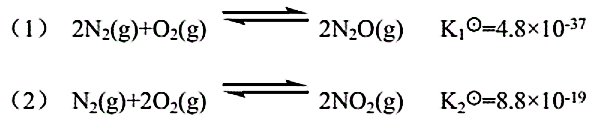 （1） 2N₂(g)+O₂(g) ⇌ 2N₂O(g) K₁⊙=4.8×10⁻³⁷
（2） N₂(g)+2O₂(g) ⇌ 2NO₂(g) K₂⊙=8.8×10⁻¹⁹